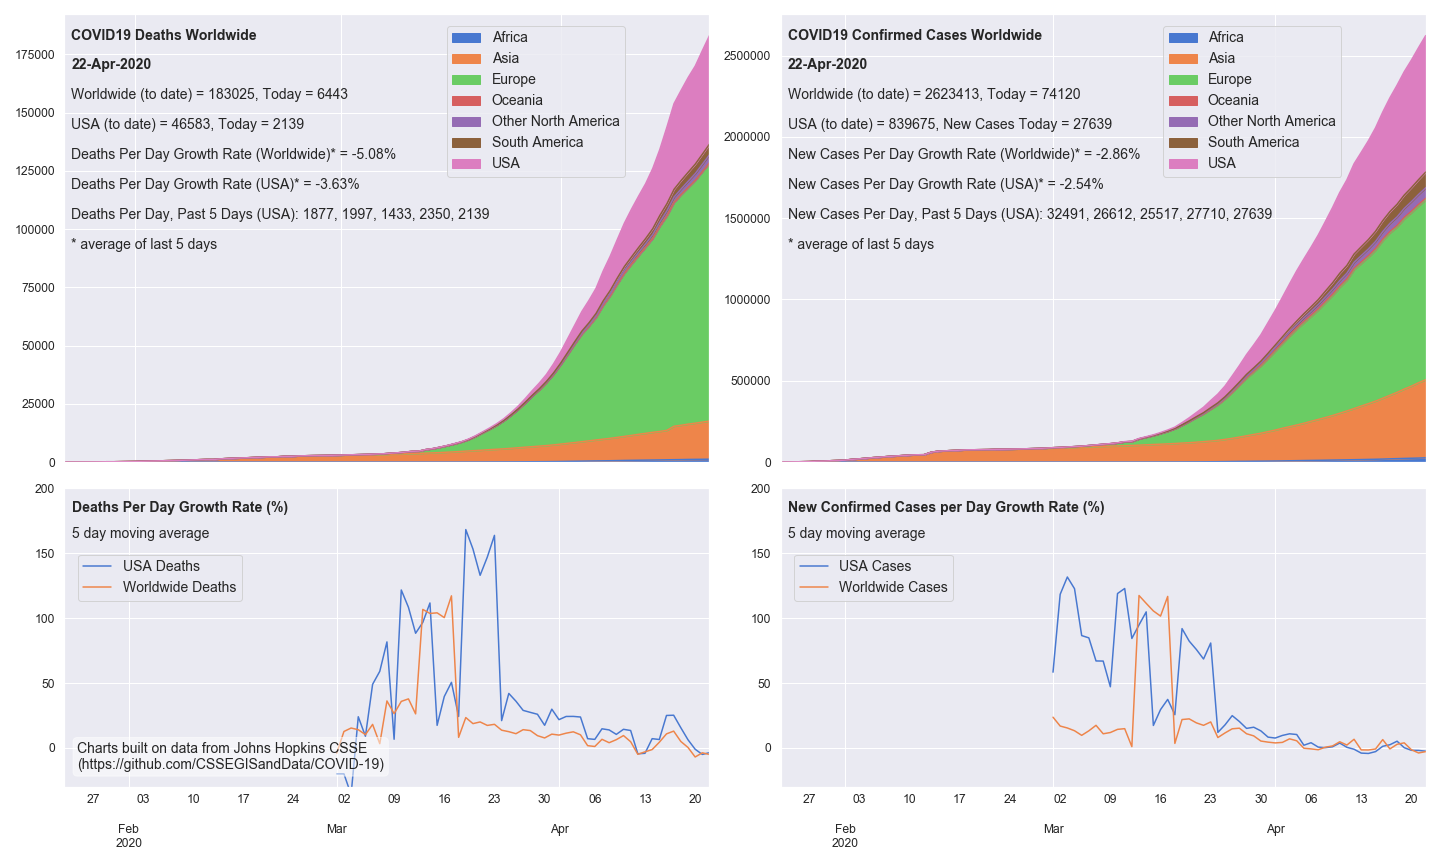 COVID19 Deaths Worldwide
22-Apr-2020
Worldwide (to date) = 183025, Today = 6443
USA (to date) = 46583, Today = 2139
Deaths Per Day Growth Rate (Worldwide)* = -5.08%
Deaths Per Day Growth Rate (USA)* = -3.63%
Deaths Per Day, Past 5 Days (USA): 1877, 1997, 1433, 2350, 2139
* average of last 5 days
Africa
Asia
Europe
Oceania
Other North America
South America
USA
175000
150000
125000
100000
75000
50000
25000
0
COVID19 Confirmed Cases Worldwide
22-Apr-2020
Worldwide (to date) = 2623413, Today = 74120
USA (to date) = 839675, New Cases Today = 27639
New Cases Per Day Growth Rate (Worldwide)* = -2.86%
New Cases Per Day Growth Rate (USA)* = -2.54%
New Cases Per Day, Past 5 Days (USA): 32491, 26612, 25517, 27710, 27639
* average of last 5 days
Africa
Asia
Europe
Oceania
Other North America
South America
USA
2500000
2000000
1500000
1000000
500000
0
Deaths Per Day Growth Rate (%)
5 day moving average
USA Deaths
Worldwide Deaths
200
150
100
50
0
Charts built on data from Johns Hopkins CSSE
(https://github.com/CSSEGISandData/COVID-19)
27 03 10 17 24 02 09 16 23 30 06 13 20
Feb Mar Apr
2020
New Confirmed Cases per Day Growth Rate (%)
5 day moving average
USA Cases
Worldwide Cases
200
150
100
50
0
27 03 10 17 24 02 09 16 23 30 06 13 20
Feb Mar Apr
2020